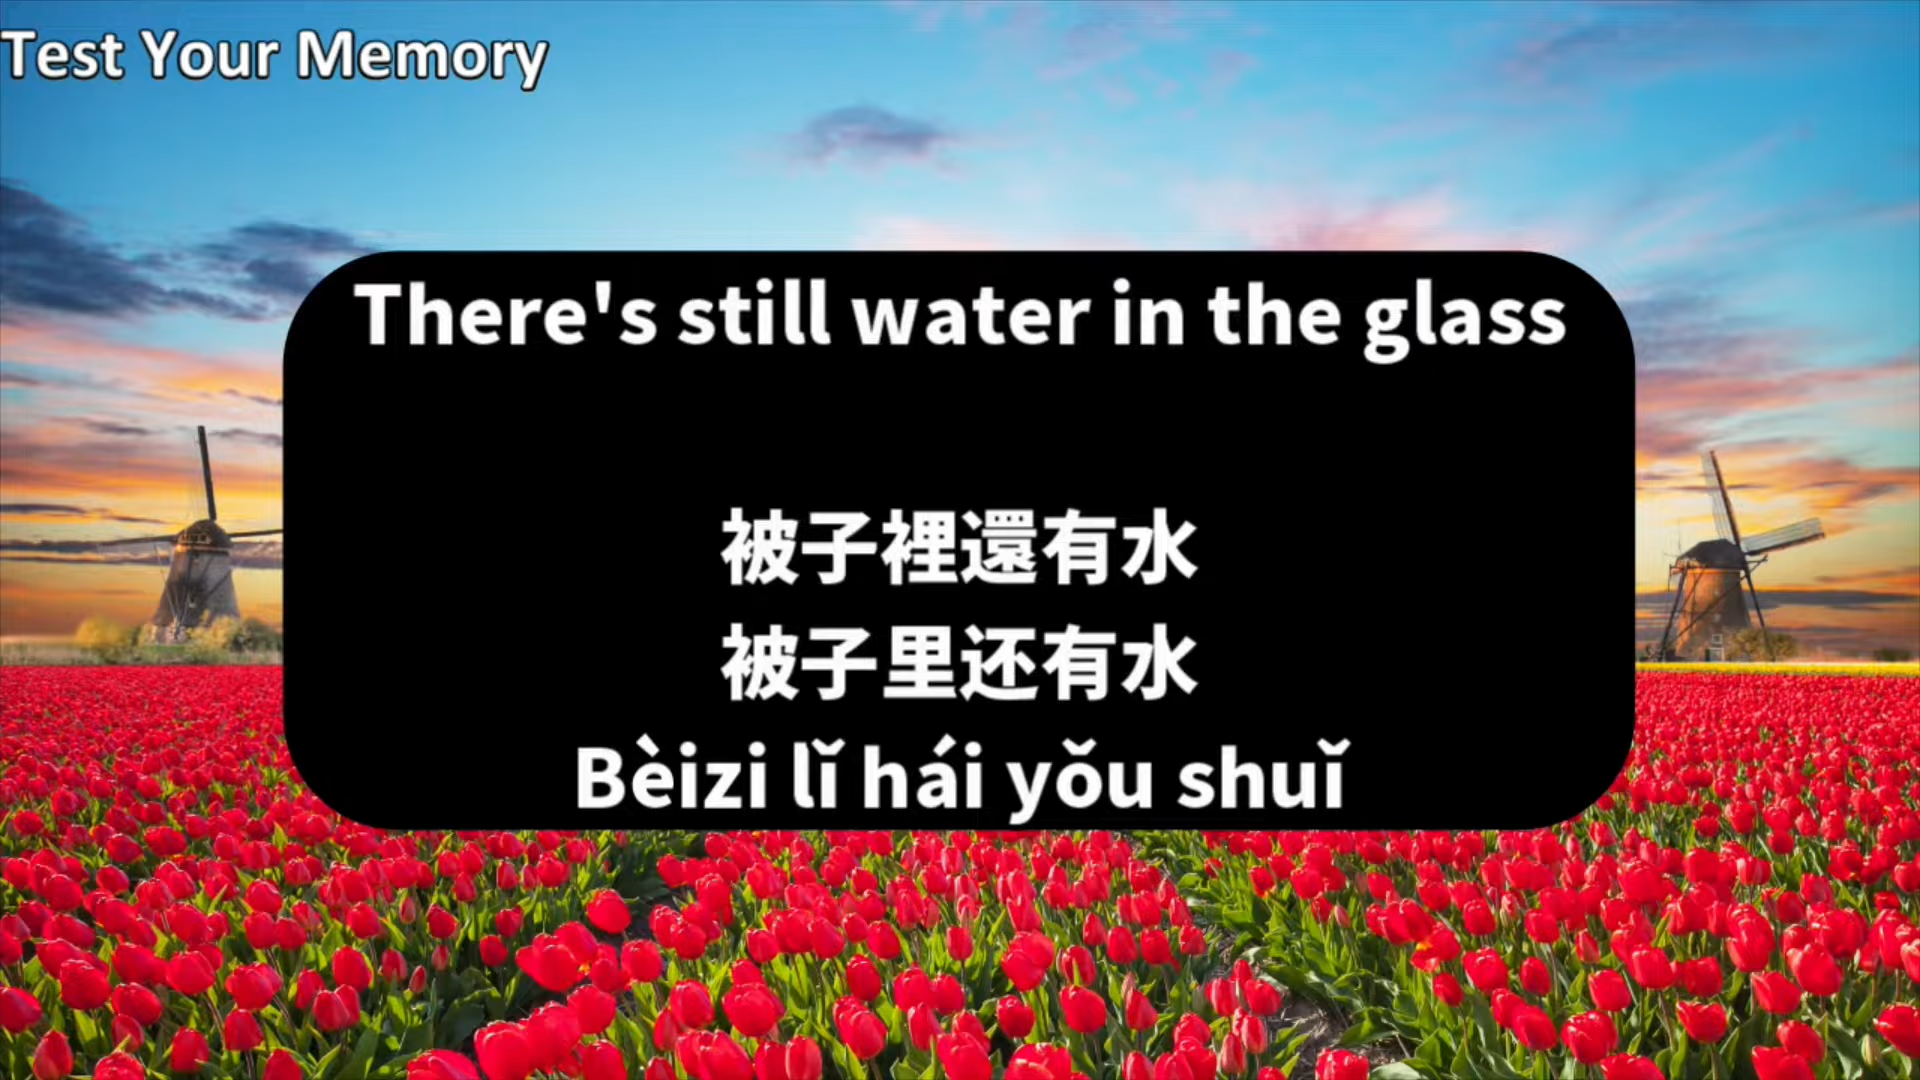 Test Your Memory
There's still water in the glass
被子裡還有水
被子里还有水
Bèizi lǐ hái yǒu shuǐ